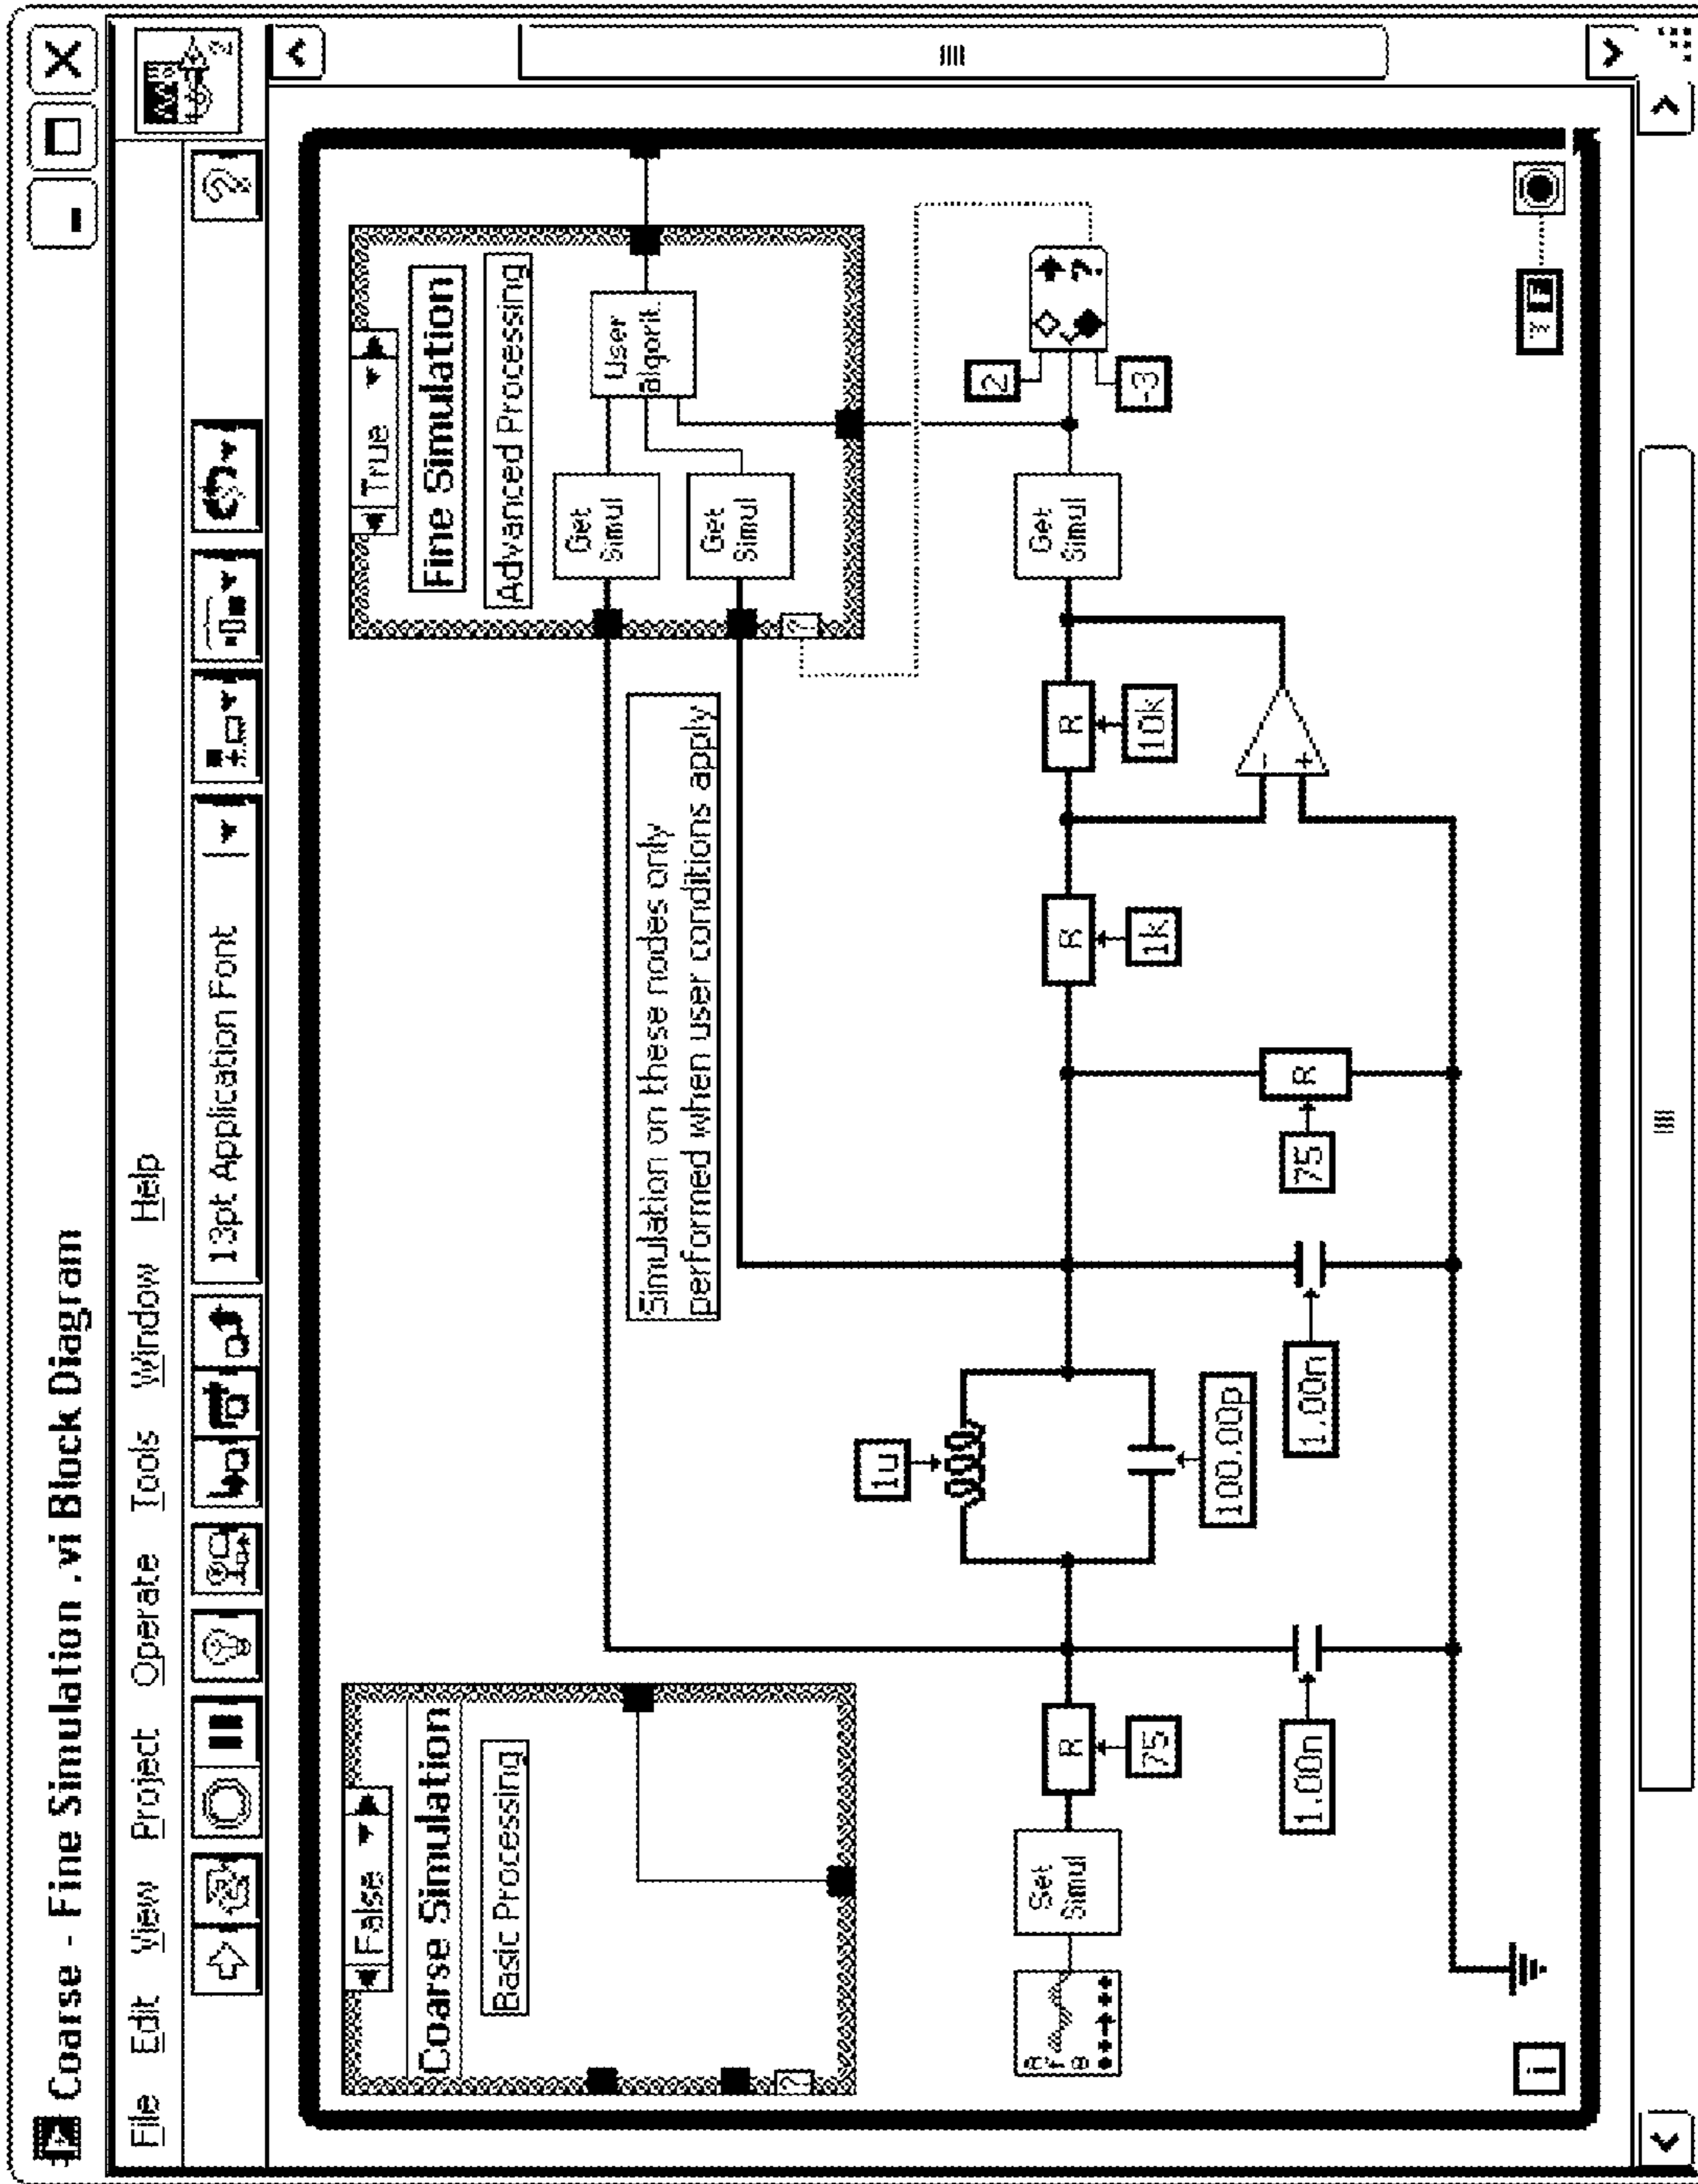 Coarse - Fine Simulation .vi Block Diagram
File Edit View Project Operate Tools Window Help
13pt Application Font
?
2
False
Coarse Simulation
Basic Processing
?
True
Fine Simulation
Advanced Processing
Get
Simul
User
algorit.
Get
Simul
?
Simulation on these nodes only
performed when user conditions apply
Set
Simul
R
75
1.00n
1u
100.00p
1.00n
75
R
R
1k
R
10k
-
+
Get
Simul
2
-3
?
i